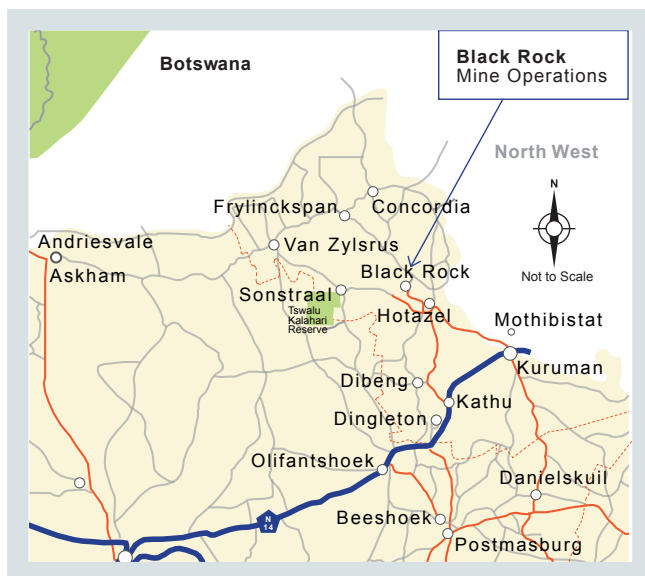 Botswana
Black Rock
Mine Operations
North West
N
Not to Scale
Frylinckspan
Concordia
Andriesvale
Askham
Van Zylsrus
Black Rock
Sonstraal
Tswalu
Kalahari
Reserve
Hotazel
Mothibistat
Kuruman
Dibeng
Kathu
Dingleton
Olifantshoek
Danielskuil
N
14
Beeshoek
Postmasburg